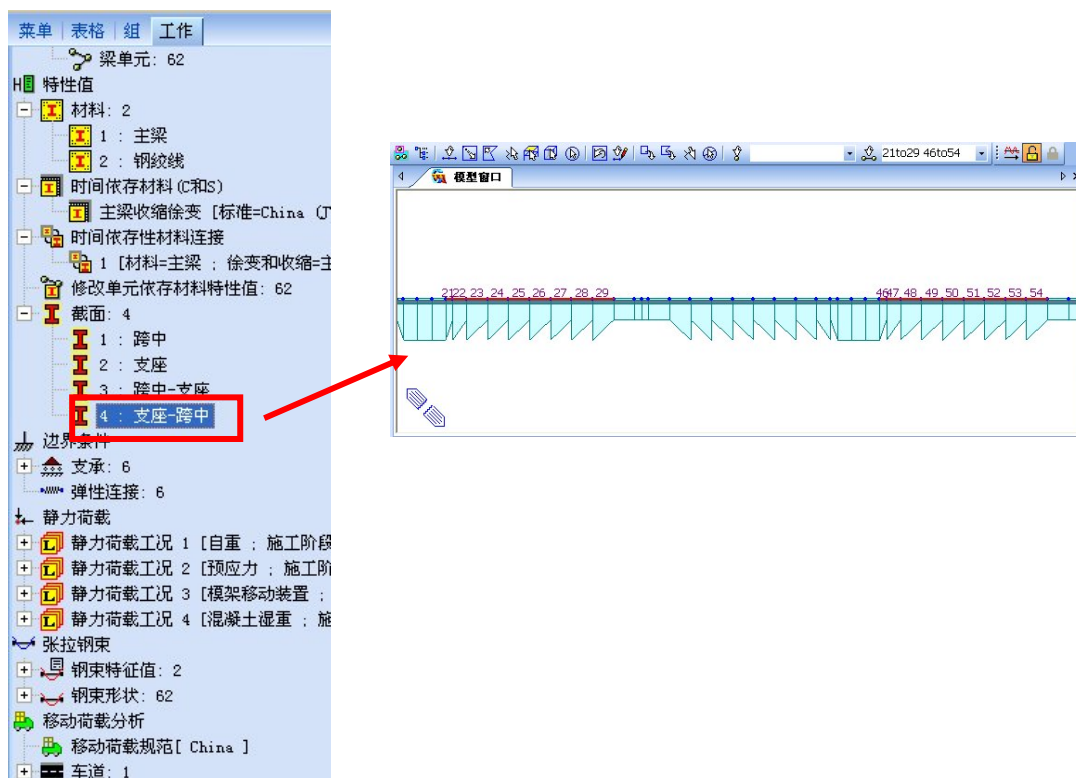 菜单 表格 组 工作
梁单元: 62
特性值
材料: 2
1 : 主梁
2 : 钢绞线
时间依存材料(C和S)
主梁收缩徐变 [标准=China (J
时间依存性材料连接
1 [材料=主梁 ; 徐变和收缩=主
修改单元依存材料特性值: 62
截面: 4
1 : 跨中
2 : 支座
3 : 跨中-支座
4 : 支座-跨中
边界条件
支承: 6
弹性连接: 6
静力荷载
静力荷载工况 1 [自重 ; 施工阶段
静力荷载工况 2 [预应力 ; 施工阶
静力荷载工况 3 [模架移动装置 ;
静力荷载工况 4 [混凝土湿重 ; 施
张拉钢束
钢束特征值: 2
钢束形状: 62
移动荷载分析
移动荷载规范[ China ]
车道: 1
21to29 46to54
模型窗口
21 22 23 24 25 26 27 28 29 46 47 48 49 50 51 52 53 54